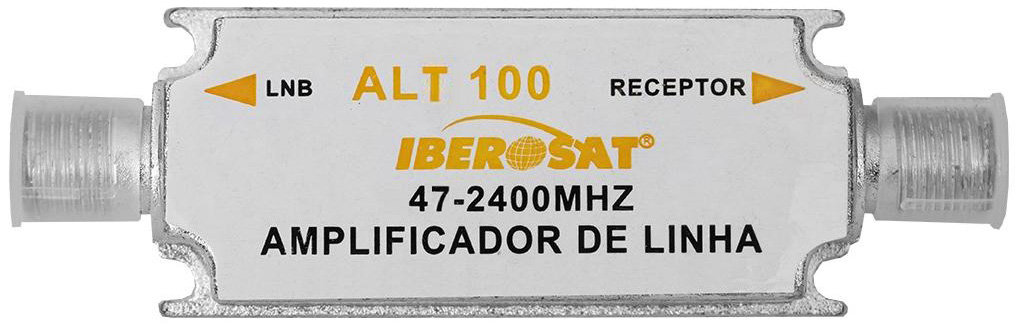 LNB ALT 100 RECEPTOR
IBEROSAT®
47-2400MHZ
AMPLIFICADOR DE LINHA